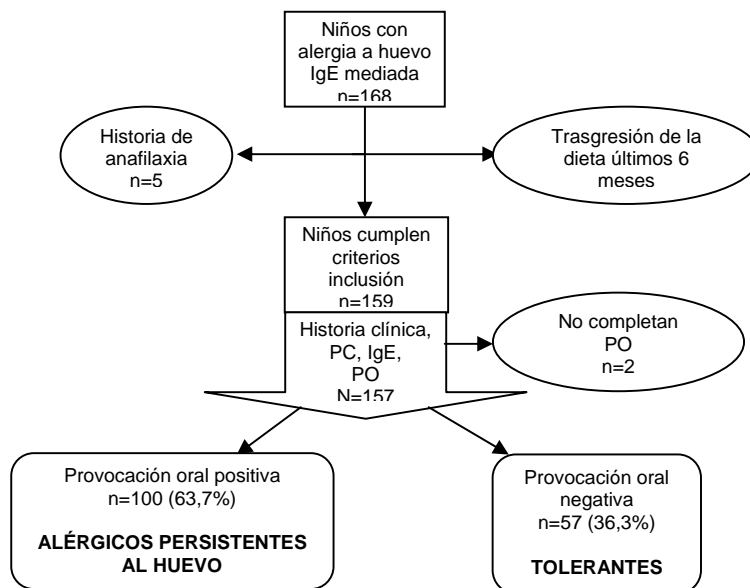 Niños con
alergia a huevo
IgE mediada
n=168
Historia de
anafilaxia
n=5
Trasgresión de la
dieta últimos 6
meses
Niños cumplen
criterios
inclusión
n=159
Historia clínica,
PC, IgE,
PO
N=157
No completan
PO
n=2
Provocación oral positiva
n=100 (63,7%)
ALÉRGICOS PERSISTENTES
AL HUEVO
Provocación oral
negativa
n=57 (36,3%)
TOLERANTES